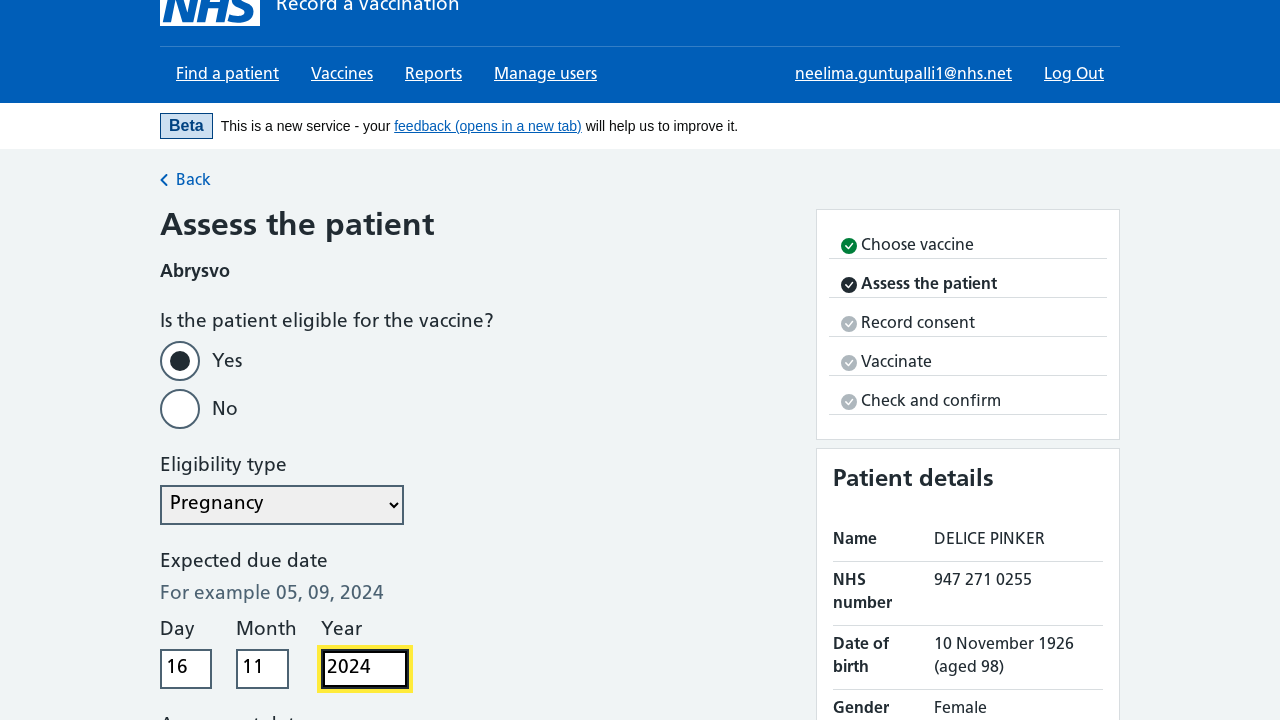 NHS Record a vaccination
Find a patient Vaccines Reports Manage users neelima.guntupalli1@nhs.net Log Out
Beta This is a new service - your feedback (opens in a new tab) will help us to improve it.
Back
Assess the patient
Abrysvo
Is the patient eligible for the vaccine?
Yes
No
Eligibility type
Pregnancy
Expected due date
For example 05, 09, 2024
Day Month Year
16 11 2024
Choose vaccine
Assess the patient
Record consent
Vaccinate
Check and confirm
Patient details
Name DELICE PINKER
NHS number 947 271 0255
Date of birth 10 November 1926 (aged 98)
Gender Female